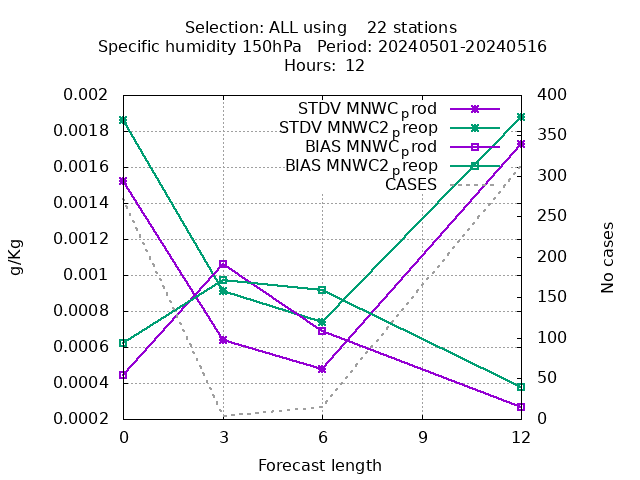 Selection: ALL using    22 stations
Specific humidity 150hPa   Period: 20240501-20240516
Hours: 12
STDV MNWC_prod
STDV MNWC2_preop
BIAS MNWC_prod
BIAS MNWC2_preop
CASES
0.002
0.0018
0.0016
0.0014
0.0012
0.001
0.0008
0.0006
0.0004
0.0002
g/Kg
400
350
300
250
200
150
100
50
0
No cases
0 3 6 9 12
Forecast length